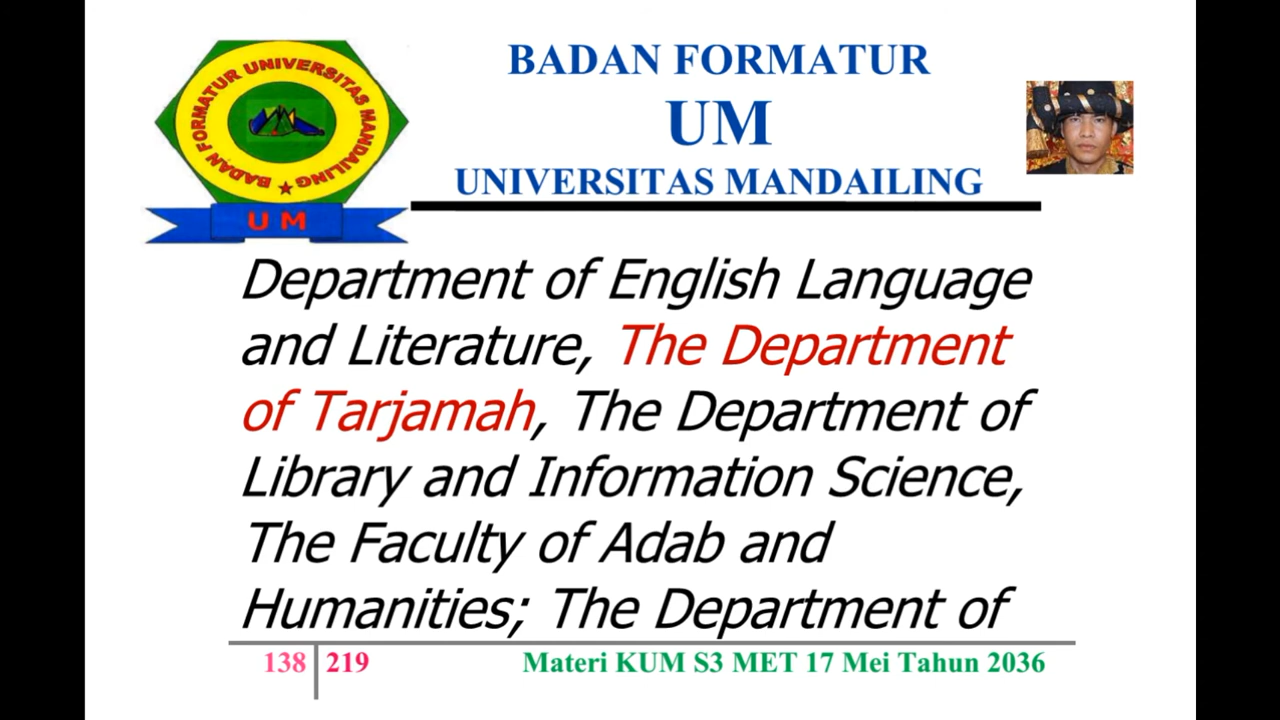 BADAN FORMATUR UNIVERSITAS MANDAILING
U M
BADAN FORMATUR
UM
UNIVERSITAS MANDAILING
Department of English Language
and Literature, The Department
of Tarjamah, The Department of
Library and Information Science,
The Faculty of Adab and
Humanities; The Department of
138 219 Materi KUM S3 MET 17 Mei Tahun 2036